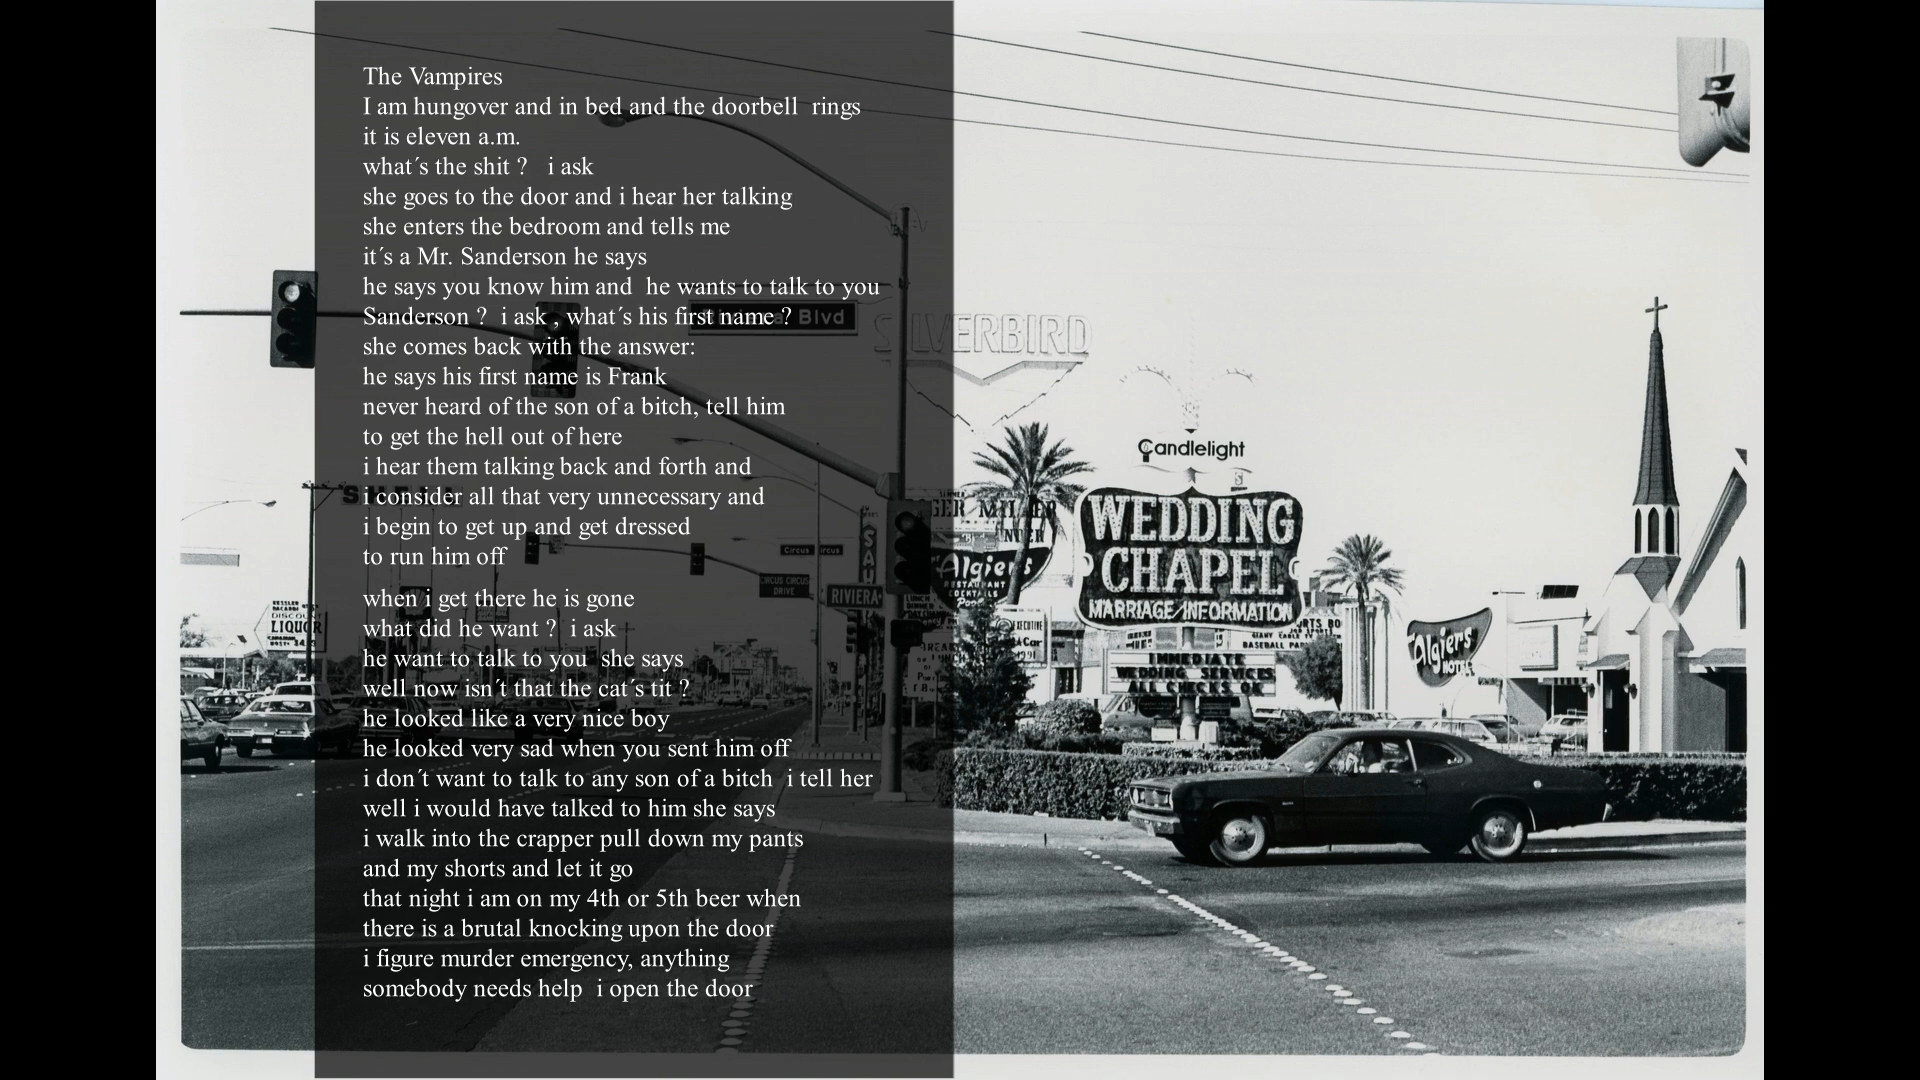 The Vampires
I am hungover and in bed and the doorbell  rings
it is eleven a.m.
what´s the shit ?   i ask
she goes to the door and i hear her talking
she enters the bedroom and tells me
it´s a Mr. Sanderson he says
he says you know him and  he wants to talk to you
Sanderson ?  i ask , what´s his first name ?
she comes back with the answer:
he says his first name is Frank
never heard of the son of a bitch, tell him
to get the hell out of here
i hear them talking back and forth and
i consider all that very unnecessary and
i begin to get up and get dressed
to run him off
when i get there he is gone
what did he want ?  i ask
he want to talk to you  she says
well now isn´t that the cat´s tit ?
he looked like a very nice boy
he looked very sad when you sent him off
i don´t want to talk to any son of a bitch  i tell her
well i would have talked to him she says
i walk into the crapper pull down my pants
and my shorts and let it go
that night i am on my 4th or 5th beer when
there is a brutal knocking upon the door
i figure murder emergency, anything
somebody needs help  i open the door
Blvd
SILVERBIRD
Candlelight
WEDDING
CHAPEL
MARRIAGE INFORMATION
IMMEDIATE
WEDDING SERVICES
ALL CHECKS OK
Algiers
RESTAURANT
COCKTAILS
Pool
Algiers
HOTEL
Circus Circus
CIRCUS CIRCUS
DRIVE
RIVIERA
DISCOUNT
LIQUOR